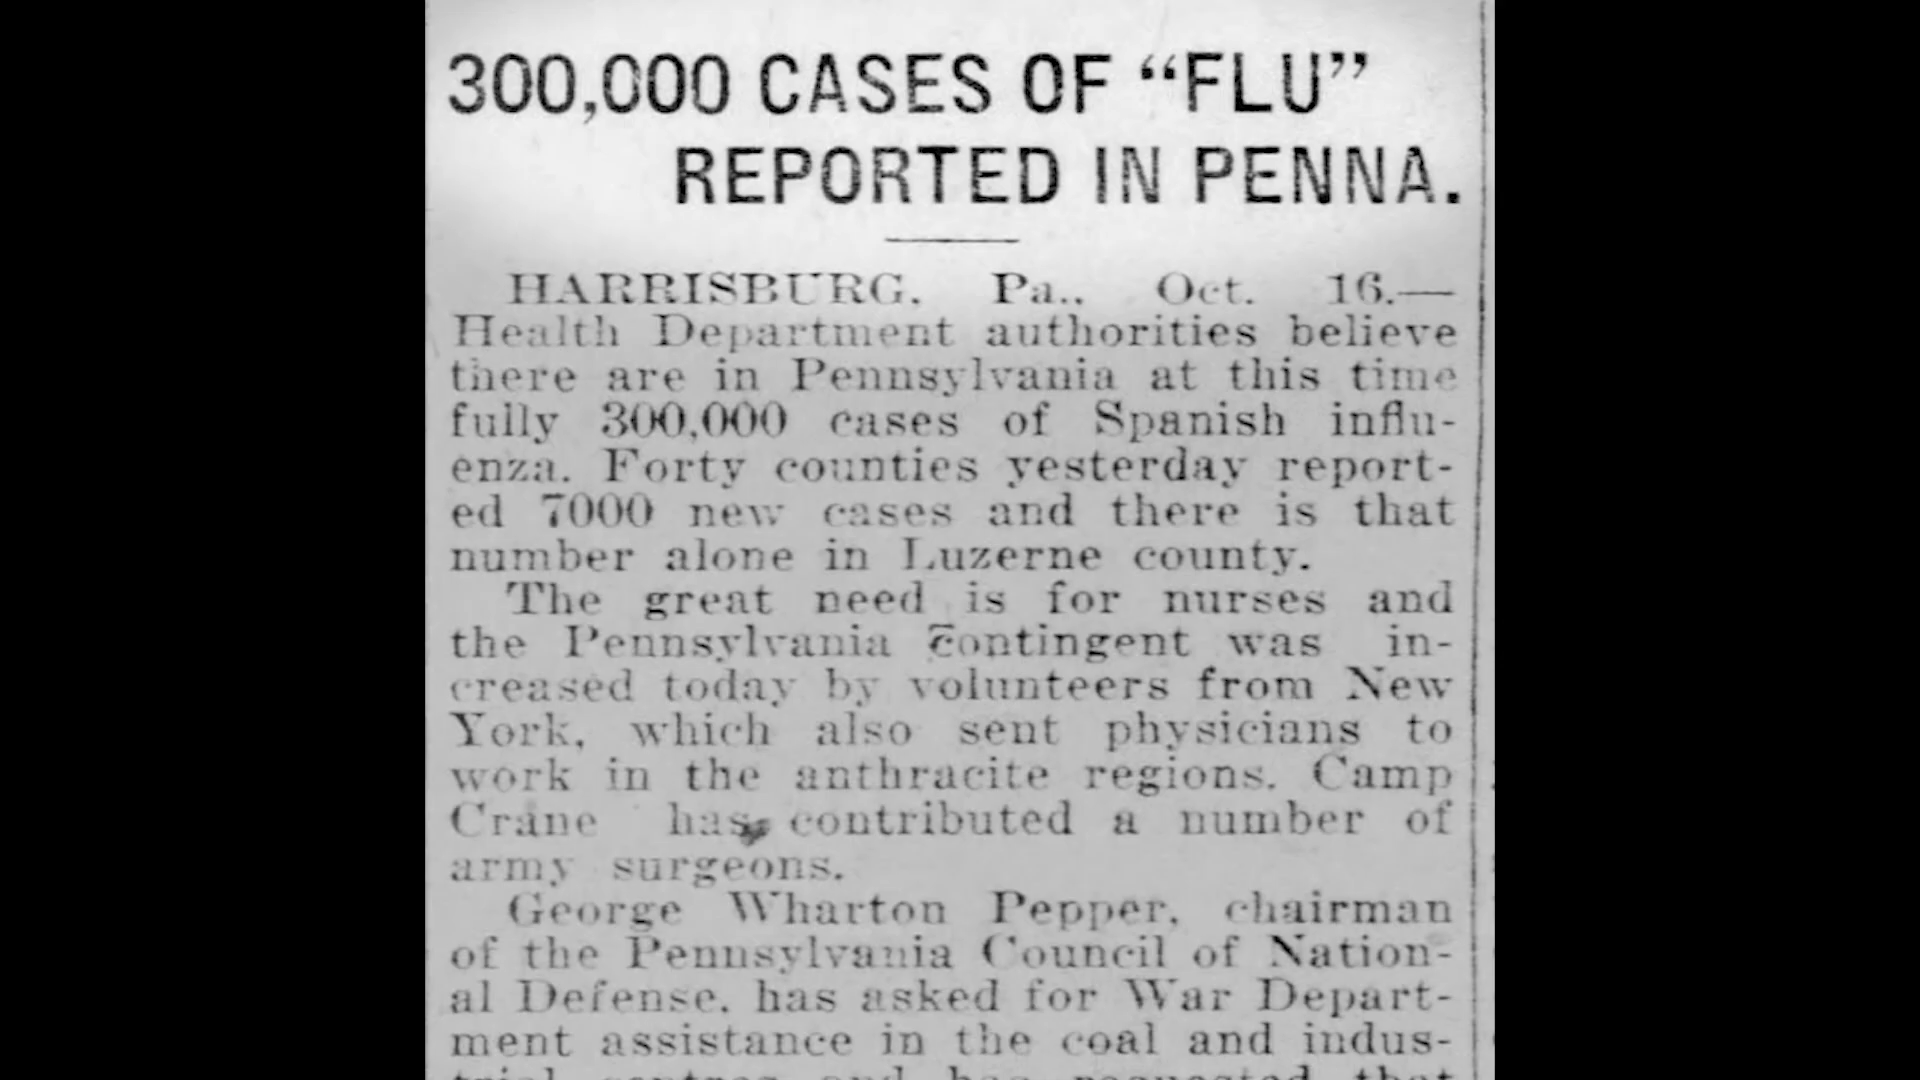 300,000 CASES OF “FLU”
REPORTED IN PENNA.
HARRISBURG, Pa., Oct. 16.—
Health Department authorities believe
there are in Pennsylvania at this time
fully 300,000 cases of Spanish influ-
enza. Forty counties yesterday report-
ed 7000 new cases and there is that
number alone in Luzerne county.
The great need is for nurses and
the Pennsylvania contingent was in-
creased today by volunteers from New
York, which also sent physicians to
work in the anthracite regions. Camp
Crane has contributed a number of
army surgeons.
George Wharton Pepper, chairman
of the Pennsylvania Council of Nation-
al Defense, has asked for War Depart-
ment assistance in the coal and indus-